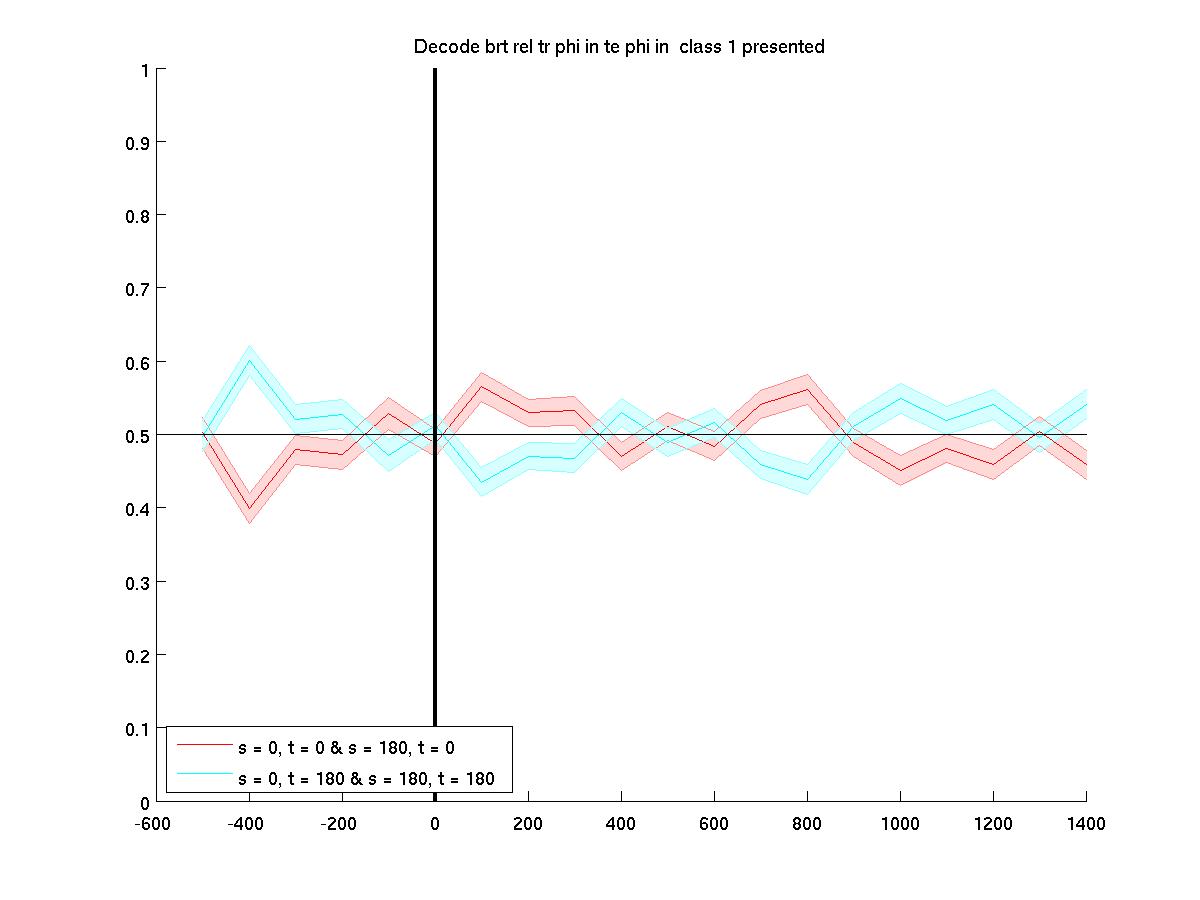 Decode brt rel tr phi in te phi in  class 1 presented
1
0.9
0.8
0.7
0.6
0.5
0.4
0.3
0.2
0.1
0
s = 0, t = 0 & s = 180, t = 0
s = 0, t = 180 & s = 180, t = 180
-600 -400 -200 0 200 400 600 800 1000 1200 1400